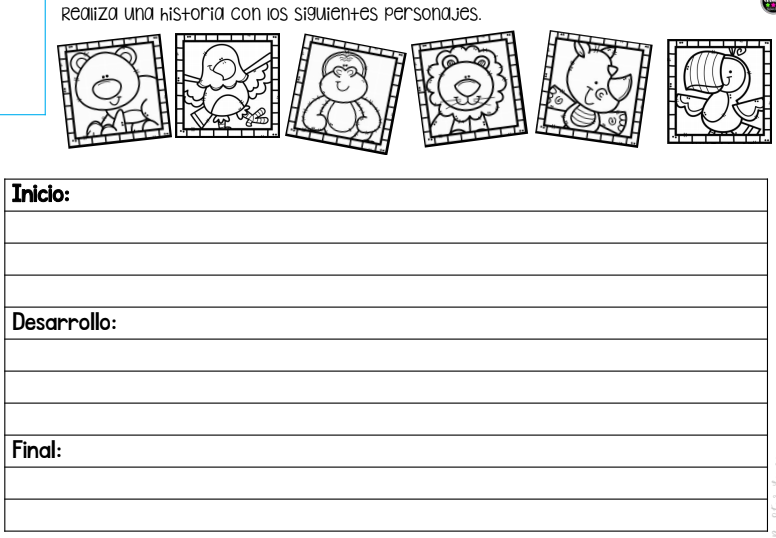 Realiza una historia con los siguientes personajes.
Inicio:
Desarrollo:
Final: